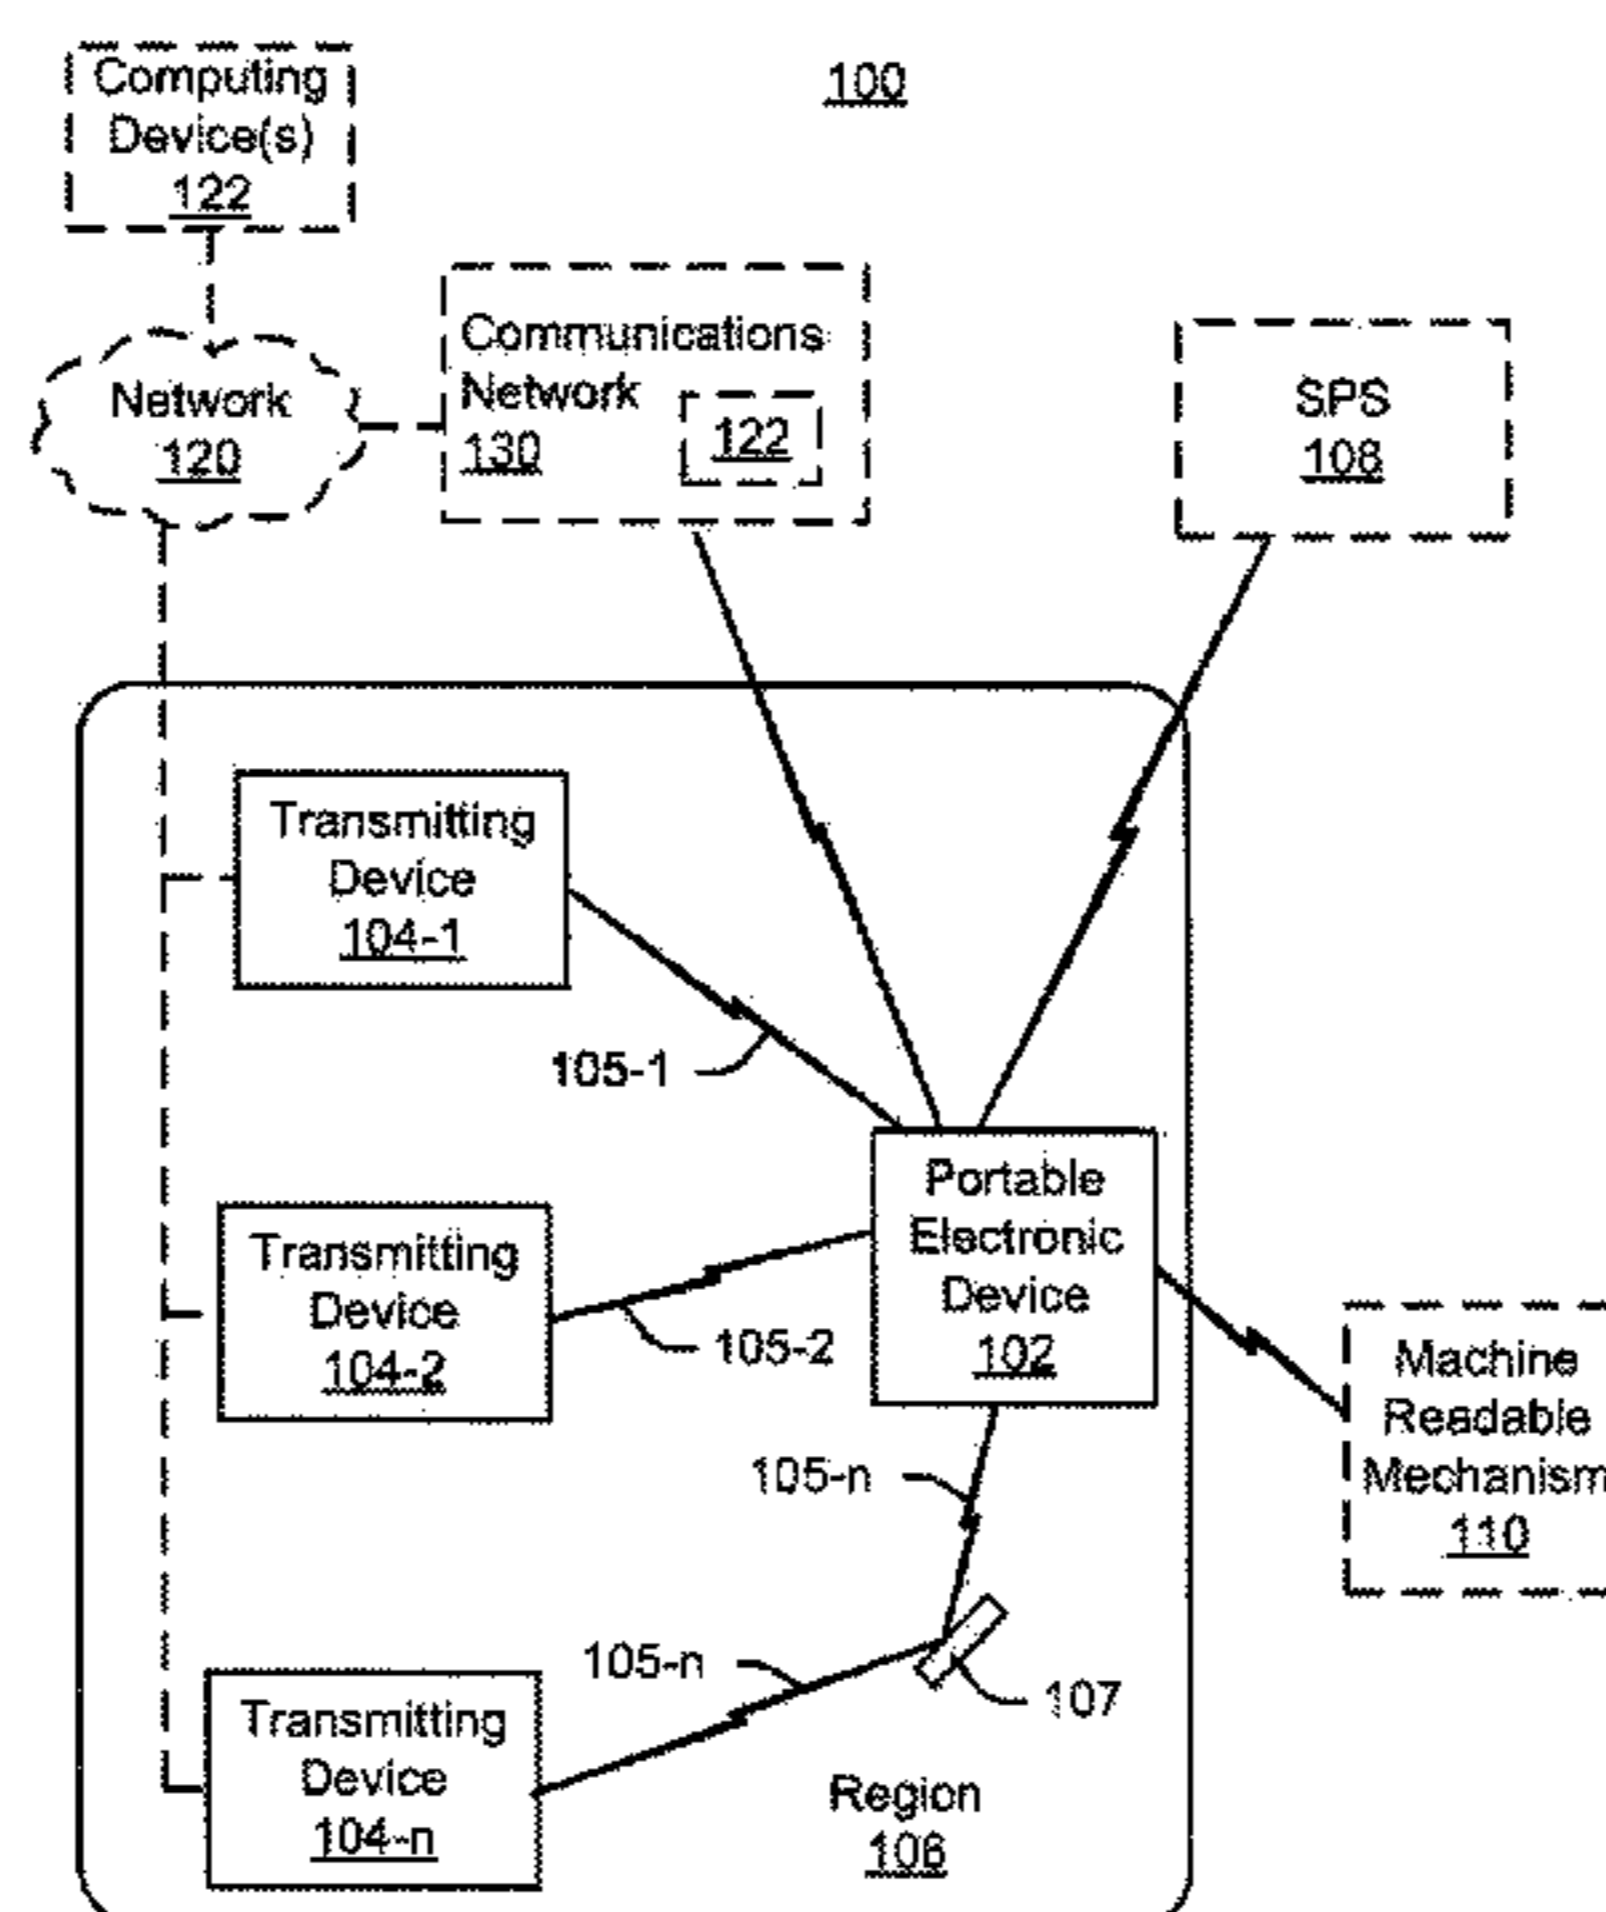 100
Computing
Device(s)
122
Communications
Network
130
122
Network
120
SPS
108
Transmitting
Device
104-1
105-1
Portable
Electronic
Device
102
Transmitting
Device
104-2
105-2
Machine
Readable
Mechanism
110
105-n
105-n
107
Transmitting
Device
104-n
Region
106